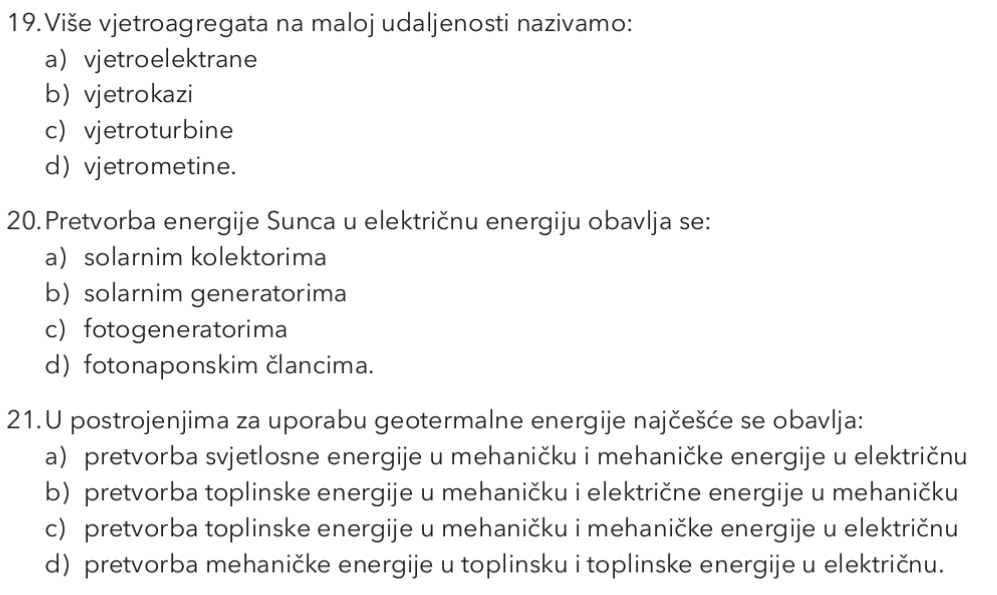 19. Više vjetroagregata na maloj udaljenosti nazivamo:
a) vjetroelektrane
b) vjetrokazi
c) vjetroturbine
d) vjetrometine.
20. Pretvorba energije Sunca u električnu energiju obavlja se:
a) solarnim kolektorima
b) solarnim generatorima
c) fotogeneratorima
d) fotonaponskim člancima.
21. U postrojenjima za uporabu geotermalne energije najčešće se obavlja:
a) pretvorba svjetlosne energije u mehaničku i mehaničke energije u električnu
b) pretvorba toplinske energije u mehaničku i električne energije u mehaničku
c) pretvorba toplinske energije u mehaničku i mehaničke energije u električnu
d) pretvorba mehaničke energije u toplinsku i toplinske energije u električnu.